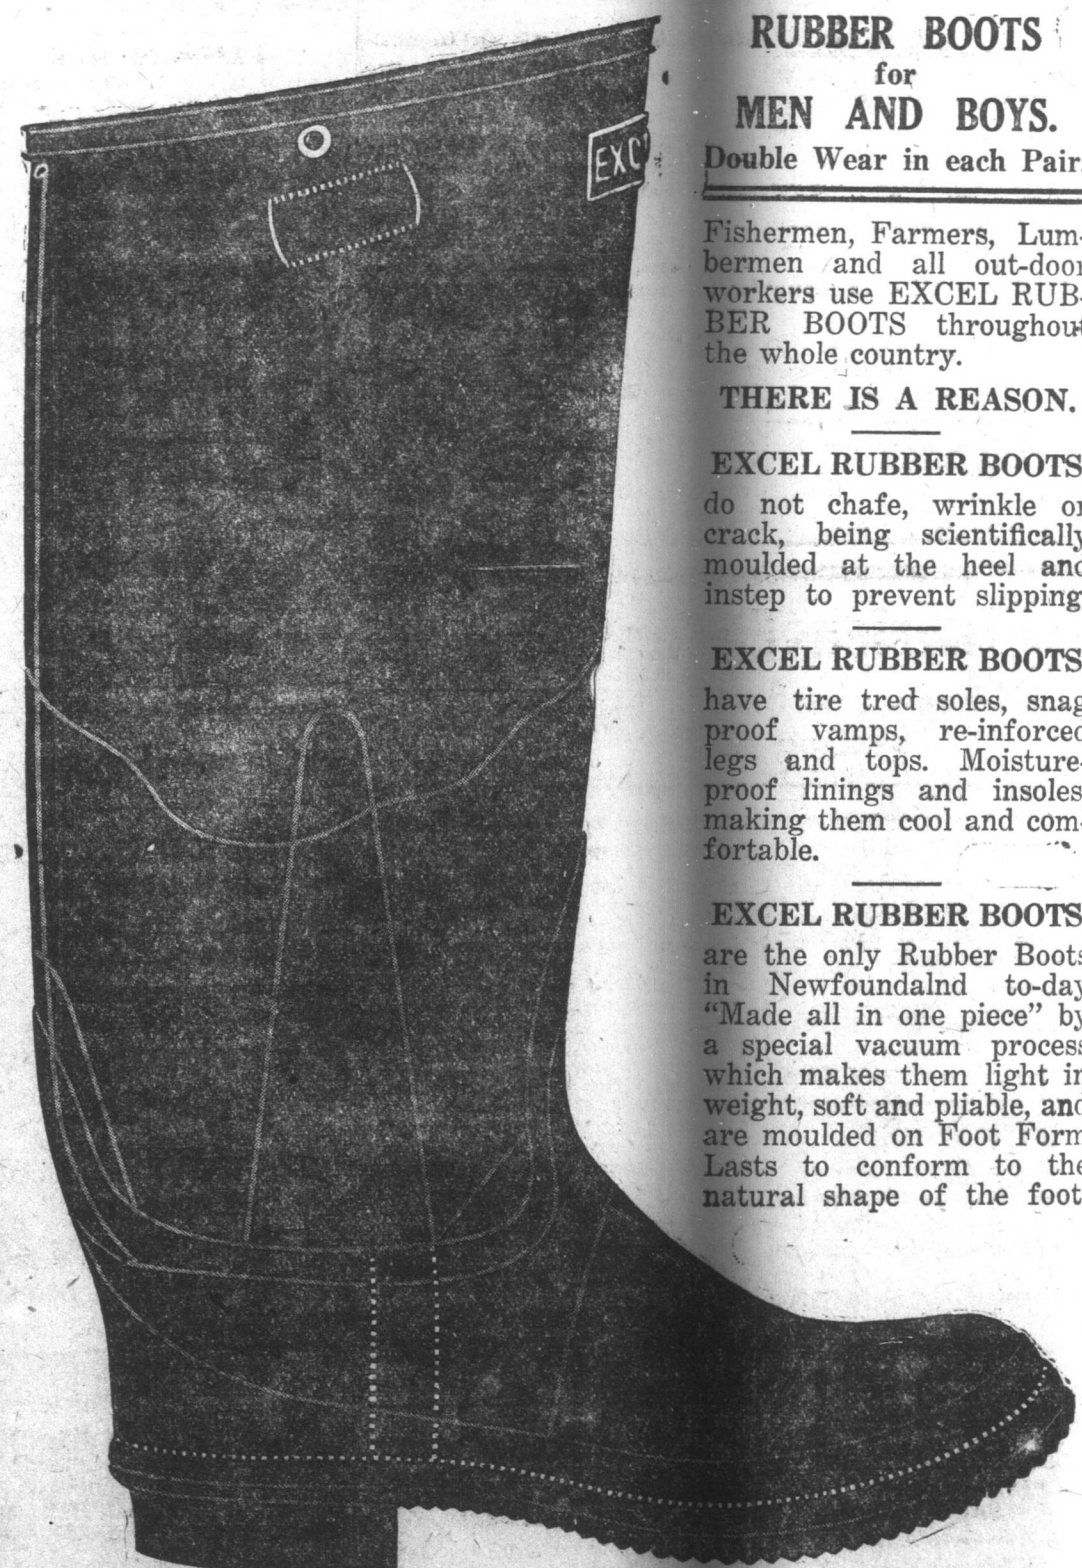 EXC
RUBBER BOOTS
for
MEN AND BOYS.
Double Wear in each Pair.
Fishermen, Farmers, Lum-
bermen and all out-door
workers use EXCEL RUB-
BER BOOTS throughout
the whole country.
THERE IS A REASON.
EXCEL RUBBER BOOTS
do not chafe, wrinkle or
crack, being scientifically
moulded at the heel and
instep to prevent slipping
EXCEL RUBBER BOOTS
have tire tred soles, snag
proof vamps, re-inforced
legs and tops. Moisture-
proof linings and insoles
making them cool and com-
fortable.
EXCEL RUBBER BOOTS
are the only Rubber Boots
in Newfoundalnd to-day
“Made all in one piece” by
a special vacuum process
which makes them light in
weight, soft and pliable, and
are moulded on Foot Form
Lasts to conform to the
natural shape of the foot